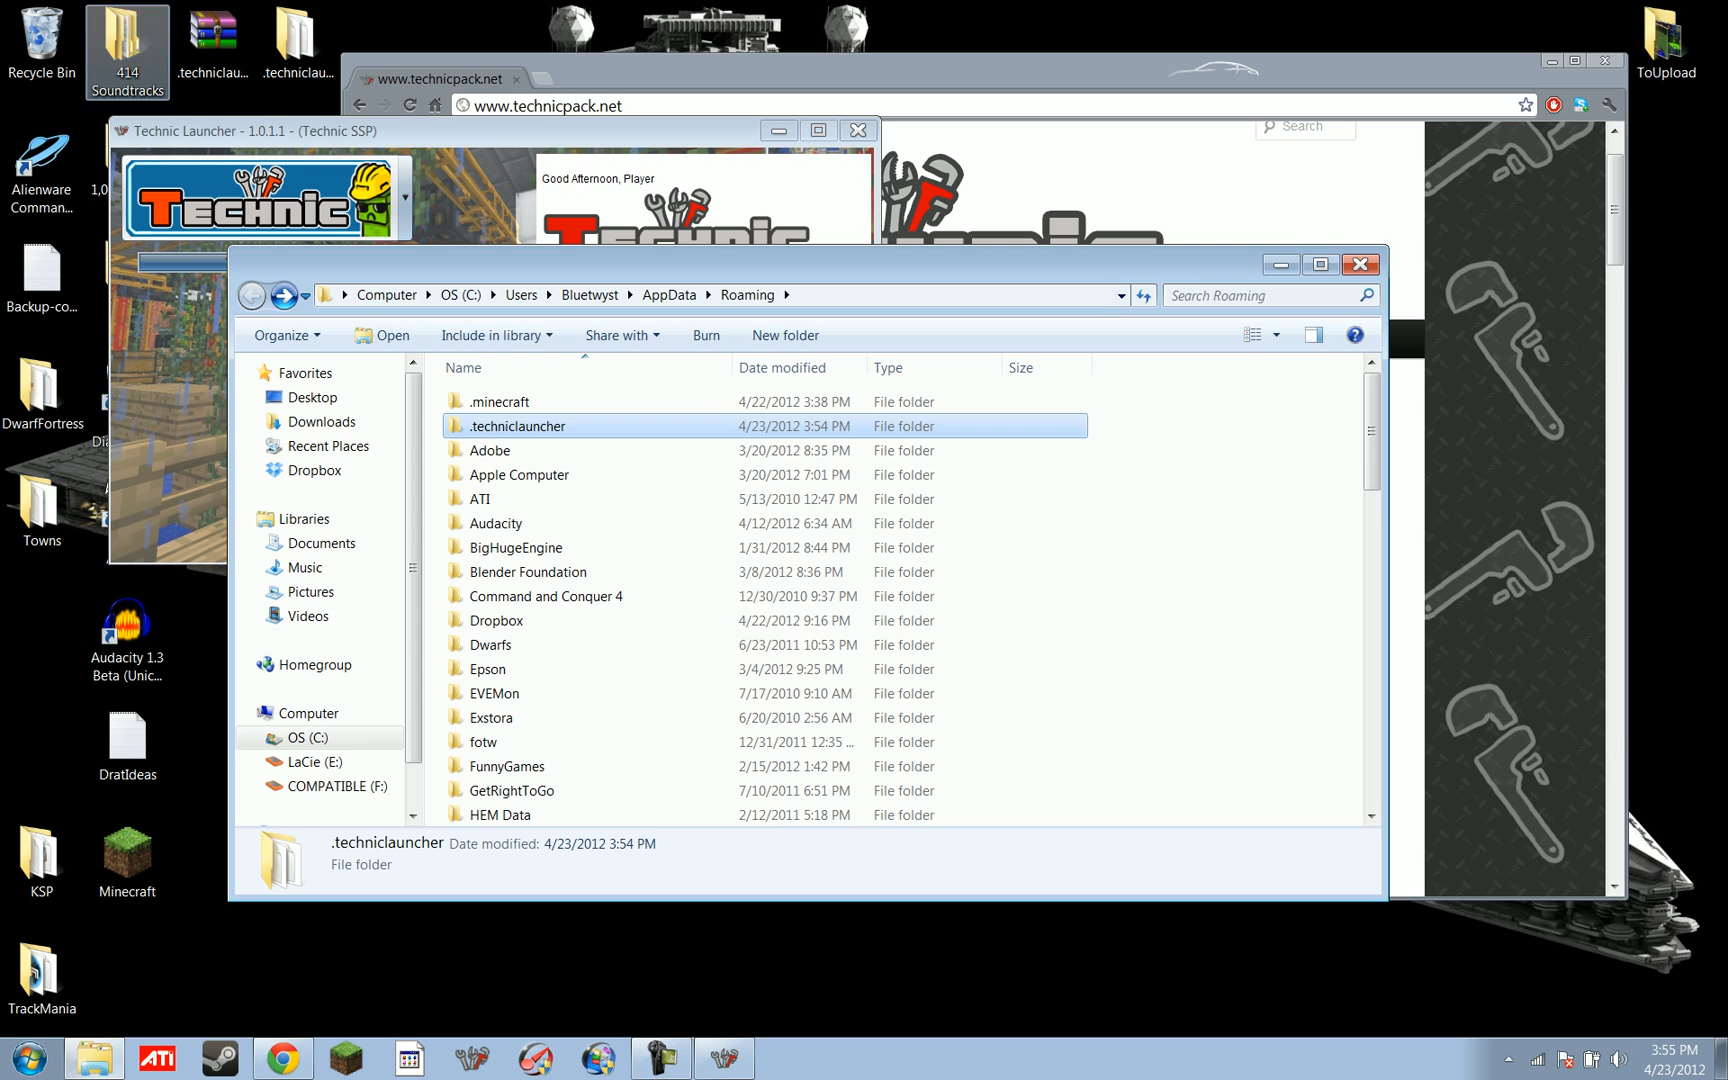 Recycle Bin
414
Soundtracks
.techniclau...
.techniclau...
ToUpload
www.technicpack.net
www.technicpack.net
Search
Technic Launcher - 1.0.1.1 - (Technic SSP)
TECHNIC
Good Afternoon, Player
Alienware
Comman...
Backup-co...
DwarfFortress
Towns
Audacity 1.3
Beta (Unic...
DratIdeas
KSP
Minecraft
TrackMania
Computer
OS (C:)
Users
Bluetwyst
AppData
Roaming
Search Roaming
Organize
Open
Include in library
Share with
Burn
New folder
Favorites
Desktop
Downloads
Recent Places
Dropbox
Libraries
Documents
Music
Pictures
Videos
Homegroup
Computer
OS (C:)
LaCie (E:)
COMPATIBLE (F:)
Name Date modified Type Size
.minecraft 4/22/2012 3:38 PM File folder
.techniclauncher 4/23/2012 3:54 PM File folder
Adobe 3/20/2012 8:35 PM File folder
Apple Computer 3/20/2012 7:01 PM File folder
ATI 5/13/2010 12:47 PM File folder
Audacity 4/12/2012 6:34 AM File folder
BigHugeEngine 1/31/2012 8:44 PM File folder
Blender Foundation 3/8/2012 8:36 PM File folder
Command and Conquer 4 12/30/2010 9:37 PM File folder
Dropbox 4/22/2012 9:16 PM File folder
Dwarfs 6/23/2011 10:53 PM File folder
Epson 3/4/2012 9:25 PM File folder
EVEMon 7/17/2010 9:10 AM File folder
Exstora 6/20/2010 2:56 AM File folder
fotw 12/31/2011 12:35 ... File folder
FunnyGames 2/15/2012 1:42 PM File folder
GetRightToGo 7/10/2011 6:51 PM File folder
HEM Data 2/12/2011 5:18 PM File folder
.techniclauncher Date modified: 4/23/2012 3:54 PM
File folder
ATI
3:55 PM
4/23/2012